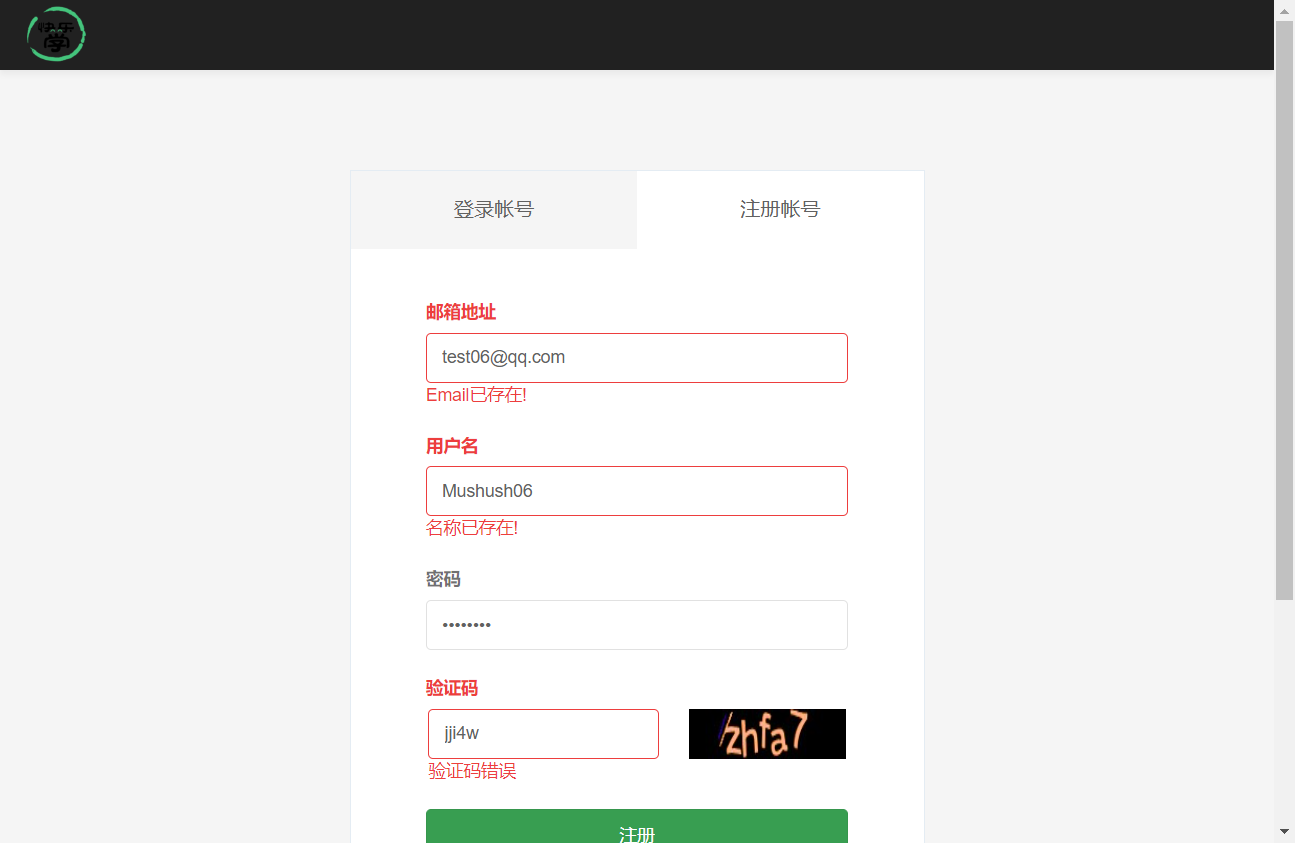 快乐
学
登录帐号
注册帐号
邮箱地址
test06@qq.com
Email已存在!
用户名
Mushush06
名称已存在!
密码
••••••••
验证码
jji4w
zhfa7
验证码错误
注册